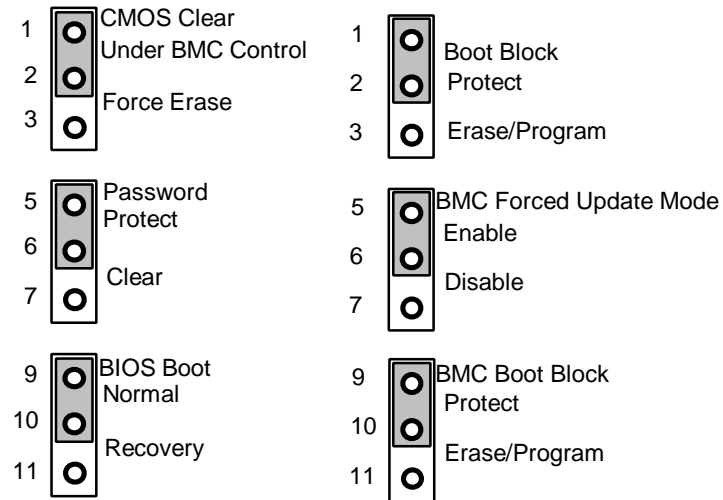 1
CMOS Clear
Under BMC Control
2
Force Erase
3
5
Password
Protect
6
Clear
7
9
BIOS Boot
Normal
10
Recovery
11
1
Boot Block
2
Protect
3
Erase/Program
5
BMC Forced Update Mode
Enable
6
Disable
7
9
BMC Boot Block
Protect
10
Erase/Program
11